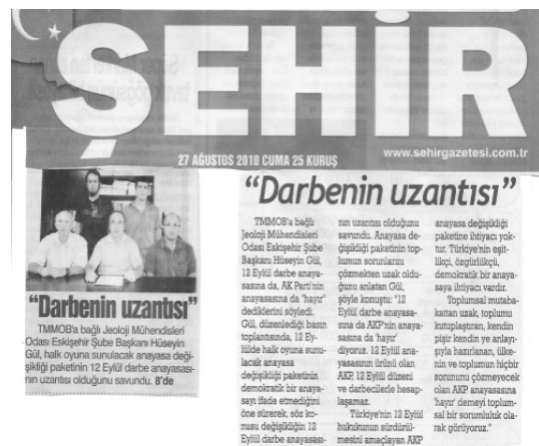 ŞEHİR
27 AĞUSTOS 2010 CUMA 25 KURUŞ
www.sehirgazetesi.com.tr
“Darbenin uzantısı”
TMMOB'a bağlı Jeoloji Mühendisleri
Odası Eskişehir Şube Başkanı Hüseyin
Gül, halk oyuna sunulacak anayasa deği-
şikliği paketinin 12 Eylül darbe anayasası-
nın uzantısı olduğunu savundu. 8'de
“Darbenin uzantısı”
TMMOB'a bağlı
Jeoloji Mühendisleri
Odası Eskişehir Şube
Başkanı Hüseyin Gül,
12 Eylül darbe anaya-
sasına da, AK Parti'nin
anayasasına da "hayır"
dediklerini söyledi.
Gül, düzenlediği basın
toplantısında, 12 Ey-
lülde halk oyuna sunu-
lacak anayasa
değişikliği paketinin
demokratik bir anaya-
sayı ifade etmediğini
öne sürerek, söz ko-
nusu değişikliğin 12
Eylül darbe anayasası-
nın uzantısı olduğunu
savundu. Anayasa de-
ğişikliği paketinin top-
lumun sorunlarını
çözmekten uzak oldu-
ğunu anlatan Gül,
şöyle konuştu: "12
Eylül darbe anayasa-
sına da AKP'nin anaya-
sasına da 'hayır'
diyoruz. 12 Eylül ana-
yasasının ürünü olan
AKP, 12 Eylül düzeni
ve darbecilerle hesap-
laşamaz.
Türkiye'nin 12 Eylül
hukukunun sürdürül-
mesini amaçlayan AKP
anayasa değişikliği
paketine ihtiyacı yok-
tur. Türkiye'nin eşit-
likçi, özgürlükçü,
demokratik bir anaya-
saya ihtiyacı vardır.
Toplumsal mutaba-
kattan uzak, toplumu
kutuplaştıran, kendin
pişir kendin ye anlayı-
şıyla hazırlanan, ülke-
nin ve toplumun hiçbir
sorununu çözmeyecek
olan AKP anayasasına
'hayır' demeyi toplum-
sal bir sorumluluk ola-
rak görüyoruz."